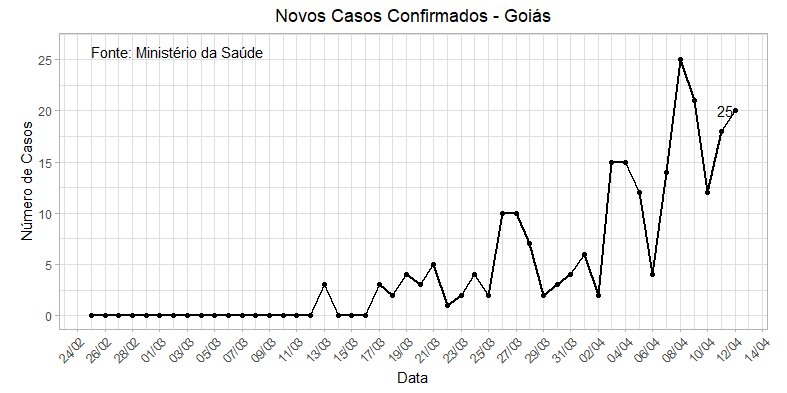 Novos Casos Confirmados - Goiás
Fonte: Ministério da Saúde
25
20
15
10
5
0
Número de Casos
25
24/02 26/02 28/02 01/03 03/03 05/03 07/03 09/03 11/03 13/03 15/03 17/03 19/03 21/03 23/03 25/03 27/03 29/03 31/03 02/04 04/04 06/04 08/04 10/04 12/04 14/04
Data